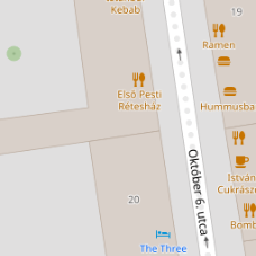 Kebab
19
Ramen
Első Pesti
Rétesház
Hummusba
Október 6. utca
István
Cukrász
20
Bomb
The Three